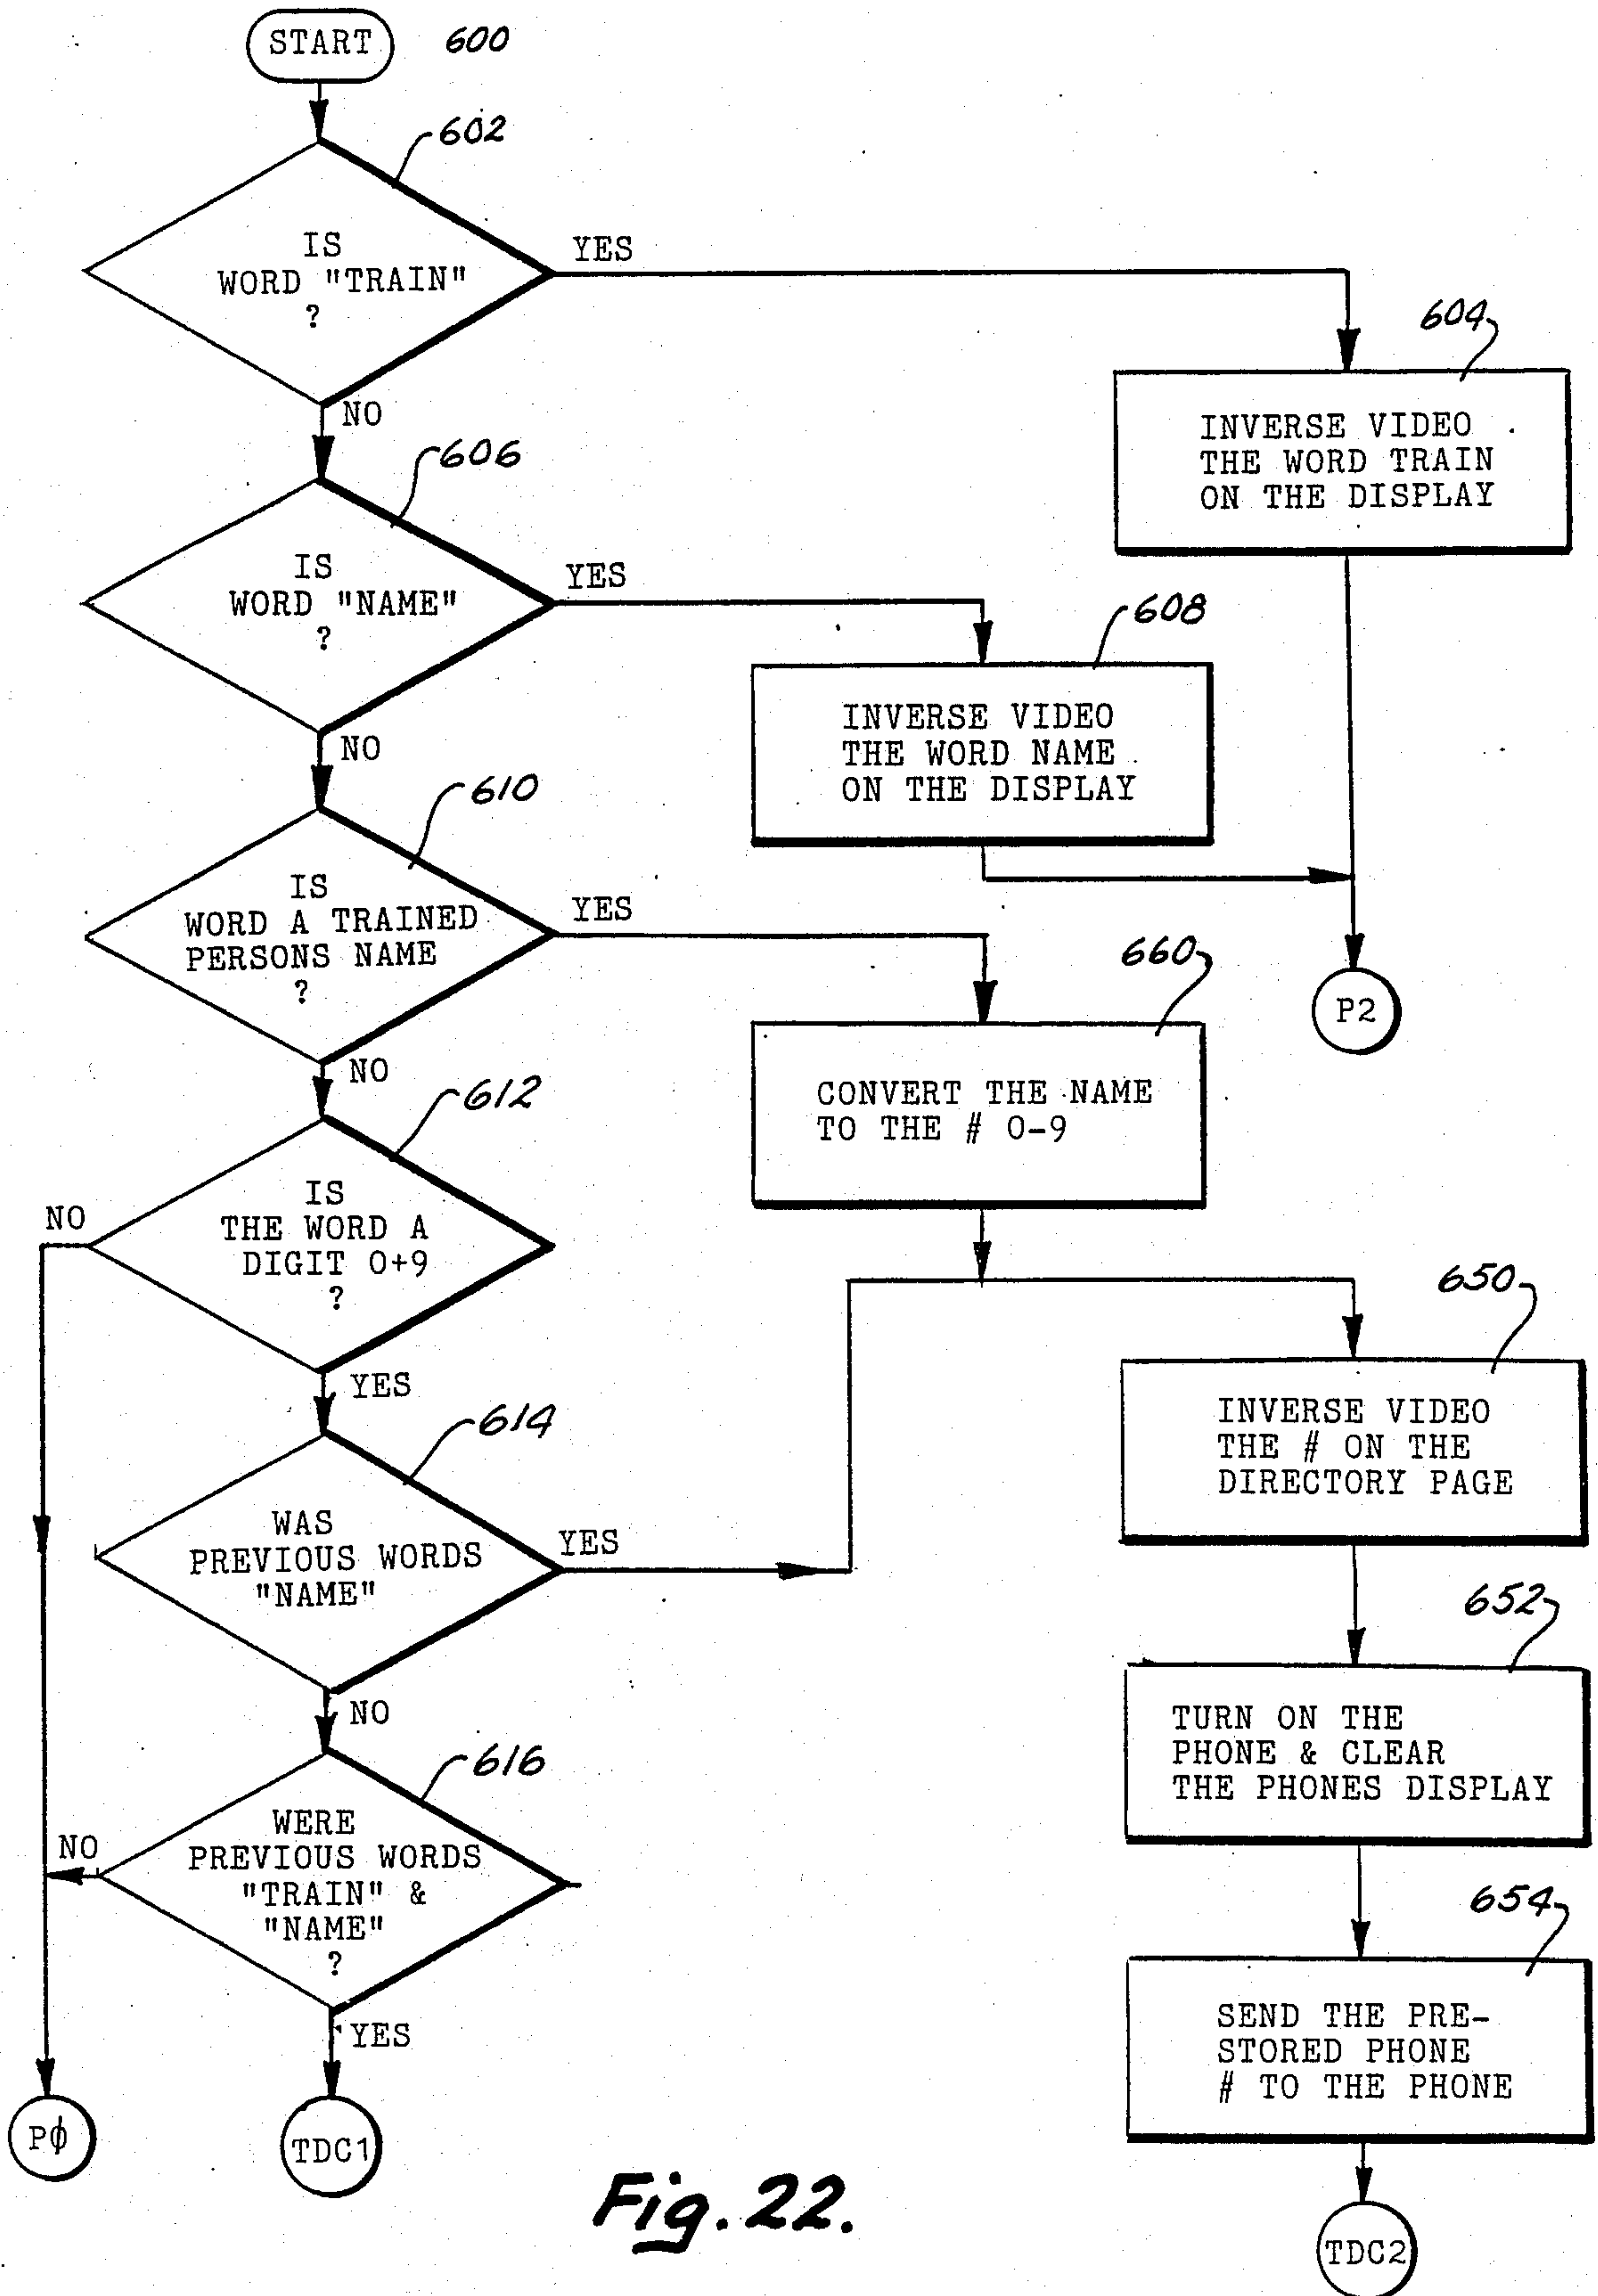 START 600
602
IS
WORD "TRAIN"
?
YES
NO
604
INVERSE VIDEO
THE WORD TRAIN
ON THE DISPLAY
606
IS
WORD "NAME"
?
YES
NO
608
INVERSE VIDEO
THE WORD NAME
ON THE DISPLAY
610
IS
WORD A TRAINED
PERSONS NAME
?
YES
NO
660
CONVERT THE NAME
TO THE # 0-9
P2
612
IS
THE WORD A
DIGIT 0+9
?
NO
YES
650
INVERSE VIDEO
THE # ON THE
DIRECTORY PAGE
614
WAS
PREVIOUS WORDS
"NAME"
YES
NO
652
TURN ON THE
PHONE & CLEAR
THE PHONES DISPLAY
616
WERE
PREVIOUS WORDS
"TRAIN" &
"NAME"
?
NO
YES
654
SEND THE PRE-
STORED PHONE
# TO THE PHONE
PØ
TDC1
TDC2
Fig. 22.